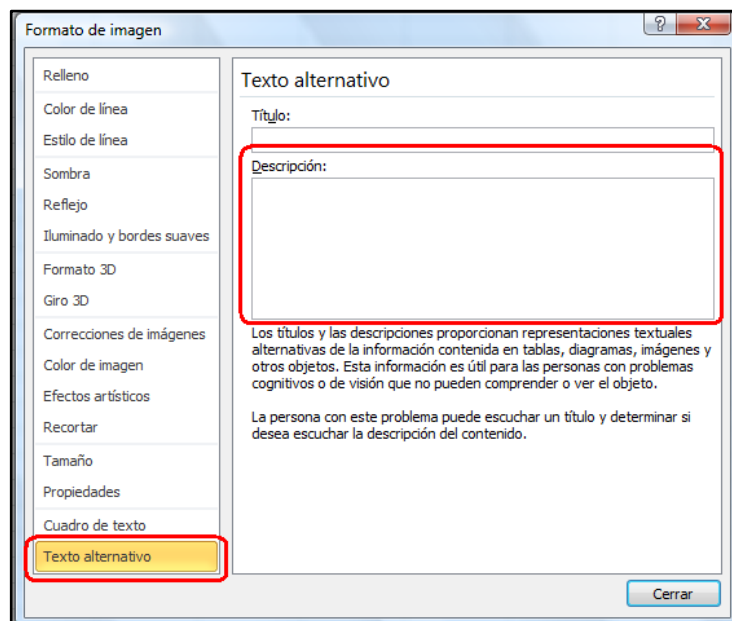 Formato de imagen
Relleno
Color de línea
Estilo de línea
Sombra
Reflejo
Iluminado y bordes suaves
Formato 3D
Giro 3D
Correcciones de imágenes
Color de imagen
Efectos artísticos
Recortar
Tamaño
Propiedades
Cuadro de texto
Texto alternativo
Texto alternativo
Título:
Descripción:
Los títulos y las descripciones proporcionan representaciones textuales
alternativas de la información contenida en tablas, diagramas, imágenes y
otros objetos. Esta información es útil para las personas con problemas
cognitivos o de visión que no pueden comprender o ver el objeto.
La persona con este problema puede escuchar un título y determinar si
desea escuchar la descripción del contenido.
Cerrar